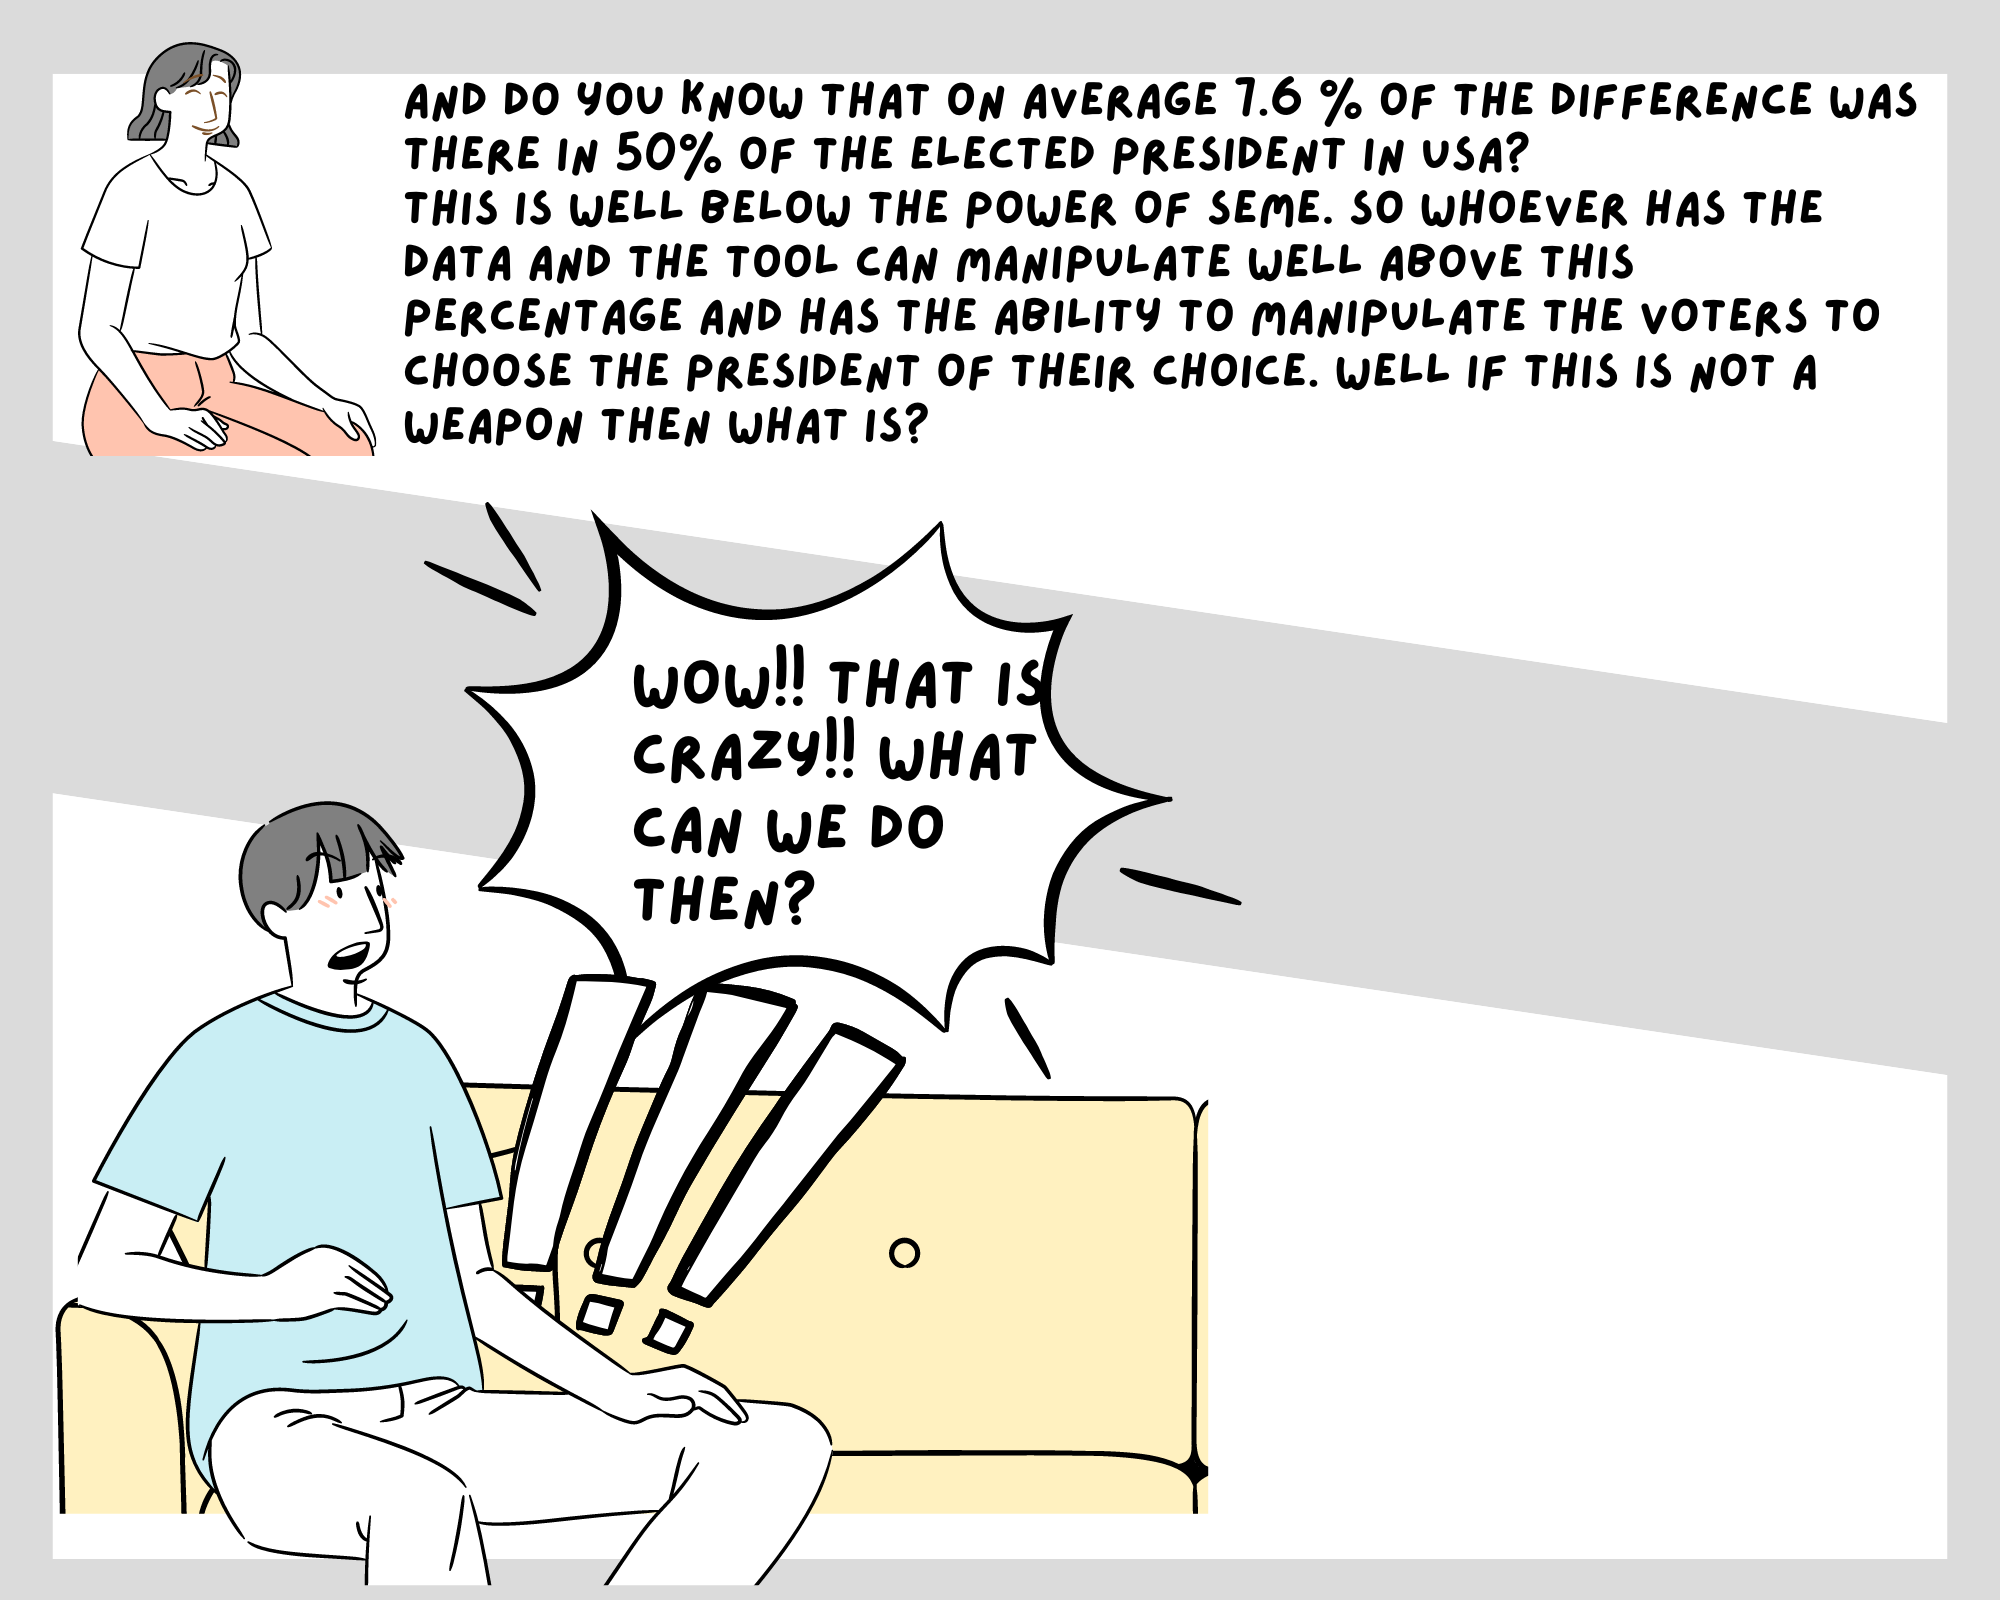 AND DO YOU KNOW THAT ON AVERAGE 7.6 % OF THE DIFFERENCE WAS
THERE IN 50% OF THE ELECTED PRESIDENT IN USA?
THIS IS WELL BELOW THE POWER OF SEME. SO WHOEVER HAS THE
DATA AND THE TOOL CAN MANIPULATE WELL ABOVE THIS
PERCENTAGE AND HAS THE ABILITY TO MANIPULATE THE VOTERS TO
CHOOSE THE PRESIDENT OF THEIR CHOICE. WELL IF THIS IS NOT A
WEAPON THEN WHAT IS?
WOW!! THAT IS
CRAZY!! WHAT
CAN WE DO
THEN?
!!!